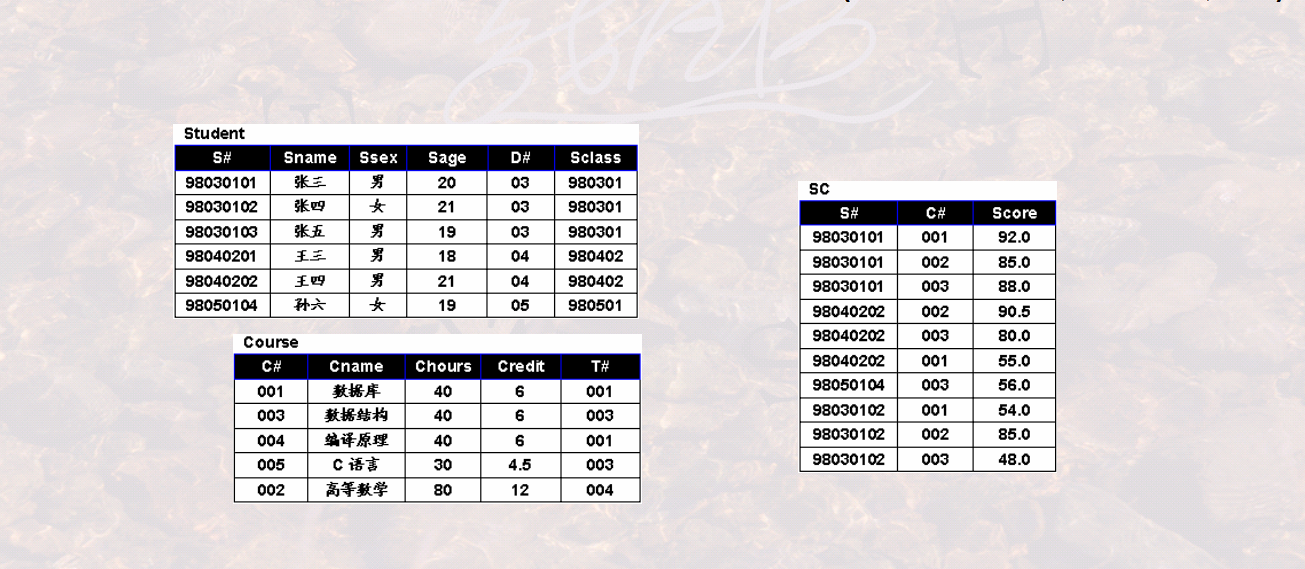 Student
S# Sname Ssex Sage D# Sclass
98030101 张三 男 20 03 980301
98030102 张四 女 21 03 980301
98030103 张五 男 19 03 980301
98040201 王三 男 18 04 980402
98040202 王四 男 21 04 980402
98050104 孙六 女 19 05 980501
Course
C# Cname Chours Credit T#
001 数据库 40 6 001
003 数据结构 40 6 003
004 编译原理 40 6 001
005 C 语言 30 4.5 003
002 高等数学 80 12 004
SC
S# C# Score
98030101 001 92.0
98030101 002 85.0
98030101 003 88.0
98040202 002 90.5
98040202 003 80.0
98040202 001 55.0
98050104 003 56.0
98030102 001 54.0
98030102 002 85.0
98030102 003 48.0